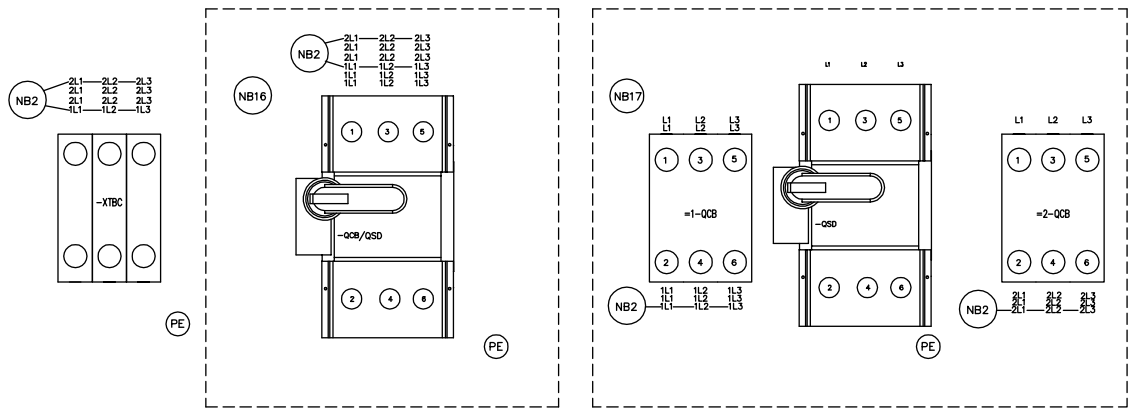 NB2
2L1 2L2 2L3
2L1 2L2 2L3
2L1 2L2 2L3
1L1 1L2 1L3
-XTBC
PE
NB2
2L1 2L2 2L3
2L1 2L2 2L3
2L1 2L2 2L3
1L1 1L2 1L3
1L1 1L2 1L3
1L1 1L2 1L3
NB16
1 3 5
-QCB/QSD
2 4 6
PE
NB17
L1 L2 L3
L1 L2 L3
1 3 5
=1-QCB
2 4 6
NB2
1L1 1L2 1L3
1L1 1L2 1L3
1L1 1L2 1L3
L1 L2 L3
1 3 5
-QSD
2 4 6
PE
L1 L2 L3
1 3 5
=2-QCB
2 4 6
NB2
2L1 2L2 2L3
2L1 2L2 2L3
2L1 2L2 2L3